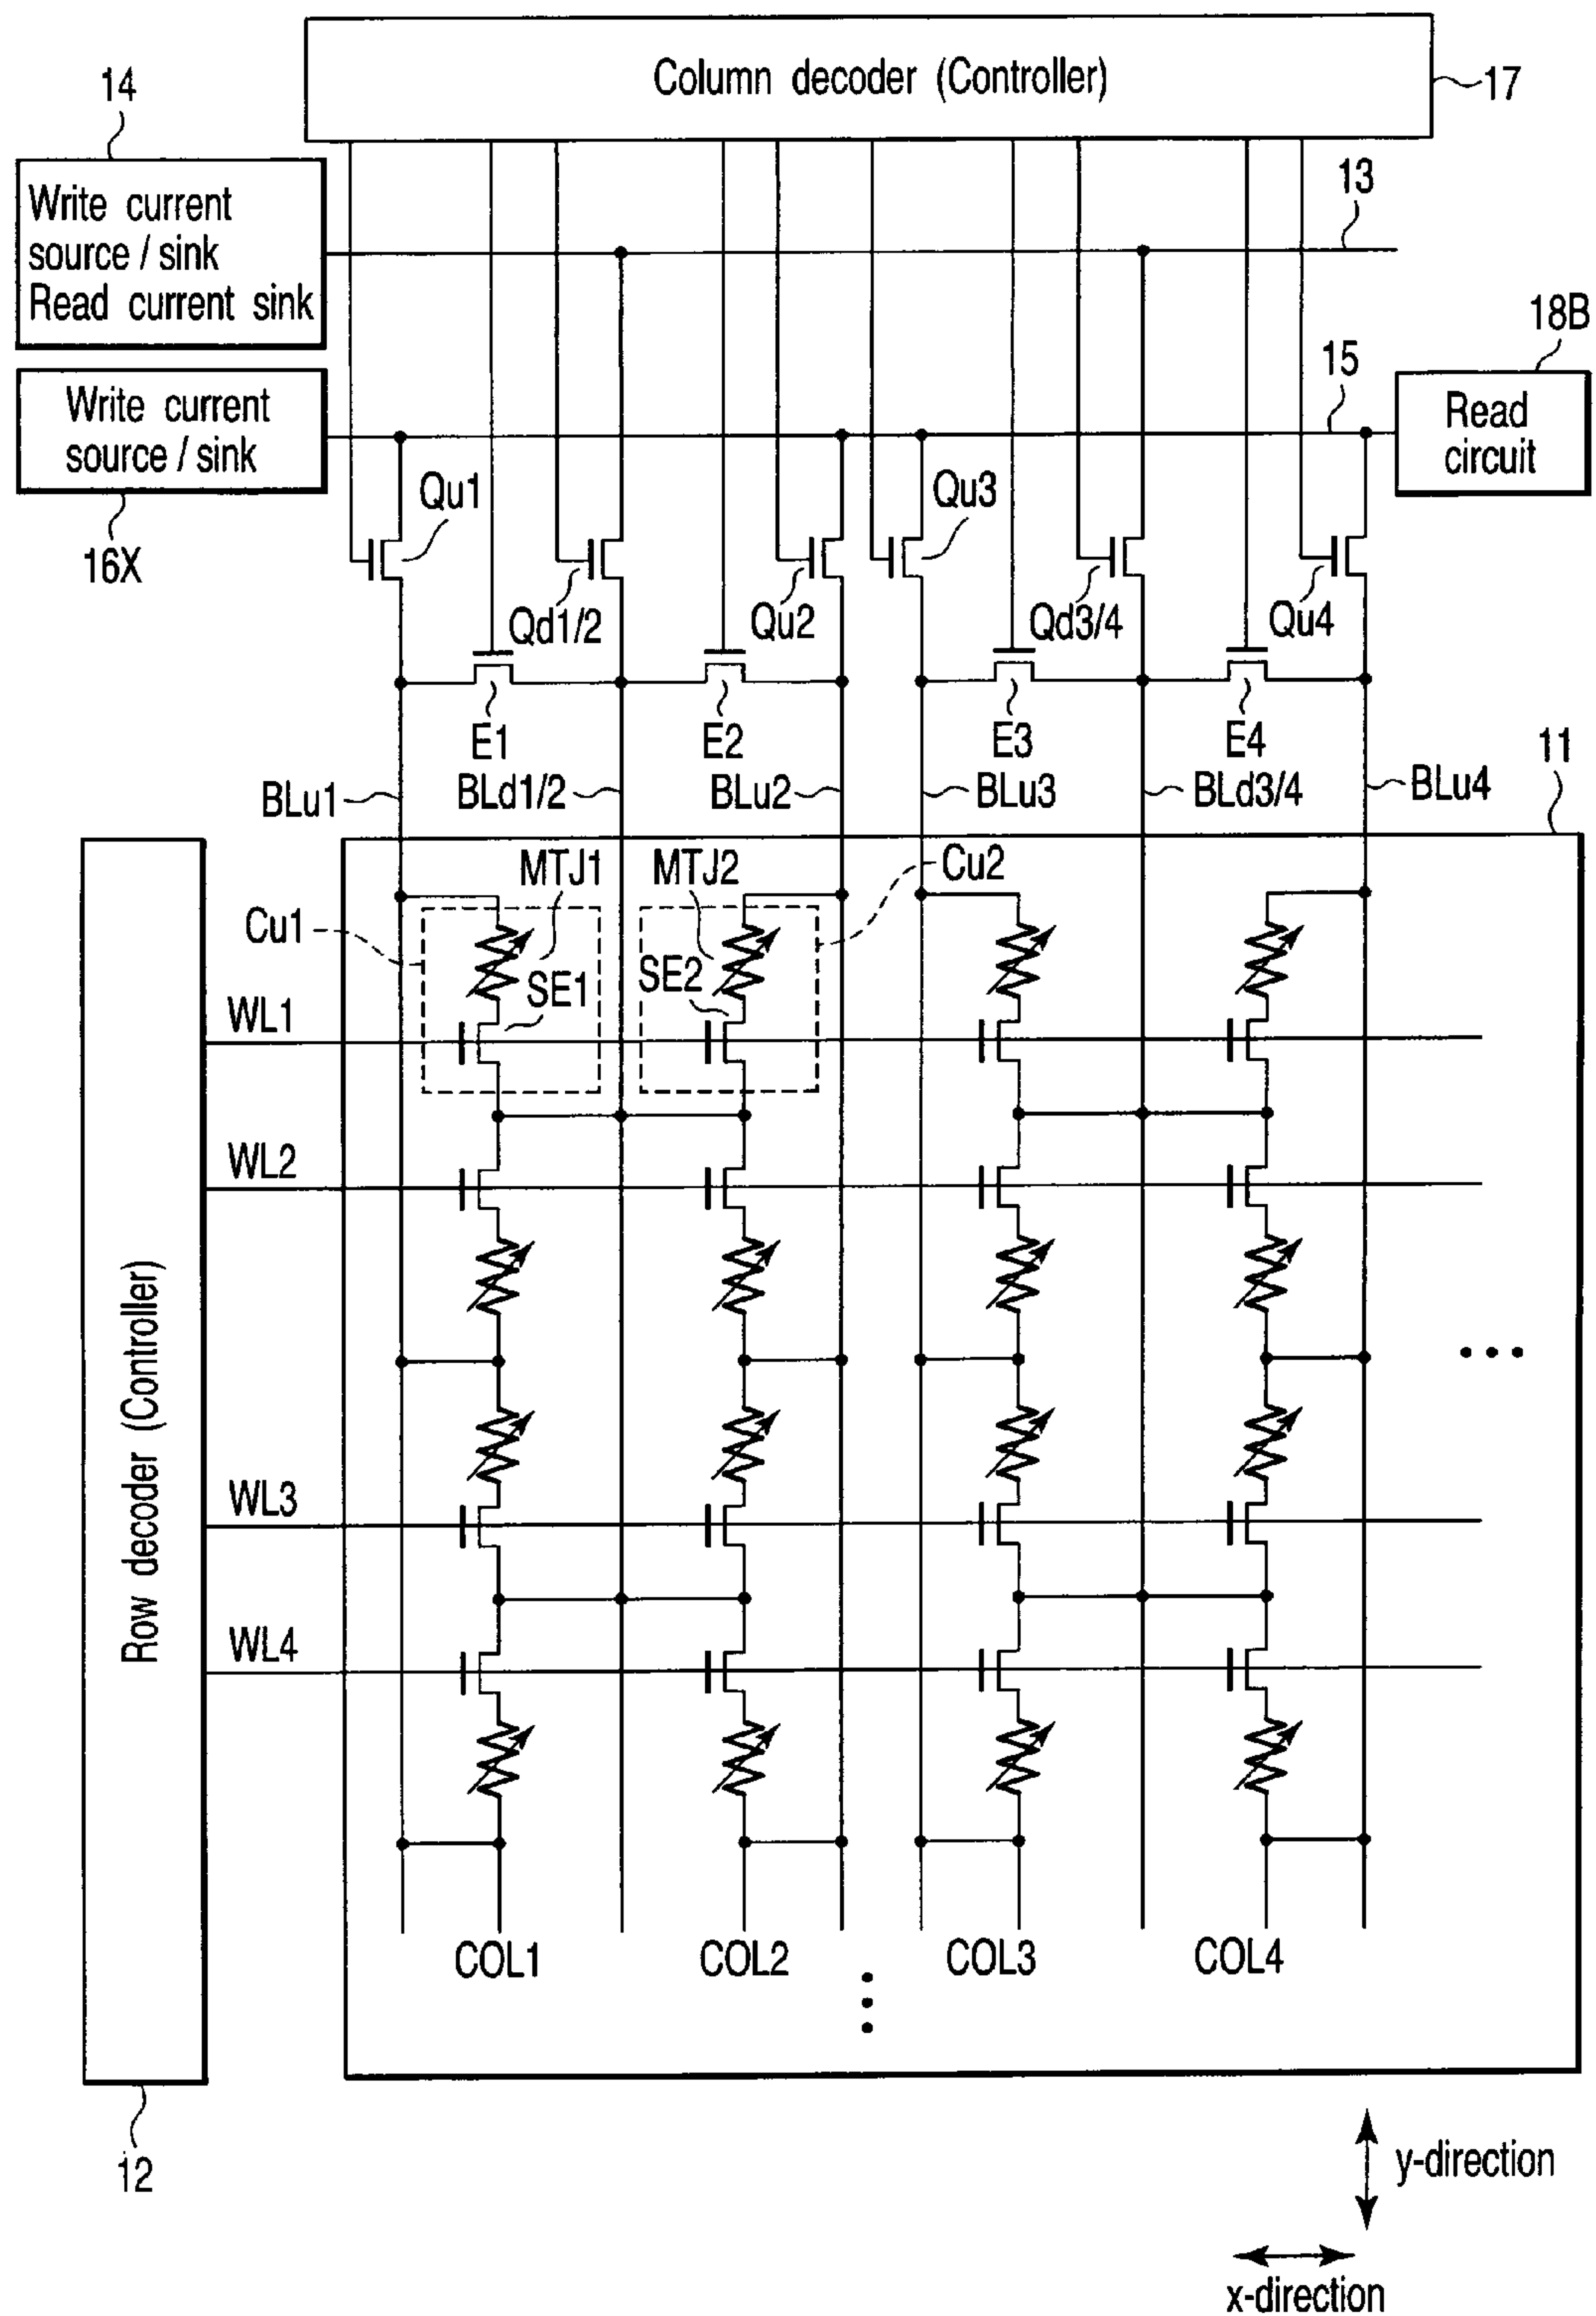 Column decoder (Controller)
17
14
Write current
source / sink
Read current sink
13
18B
15
Write current
source / sink
Read
circuit
16X
Qu1
Qu3
Qd1/2
Qu2
Qd3/4
Qu4
E1
E2
E3
E4
11
BLu1
BLd1/2
BLu2
BLu3
BLd3/4
BLu4
MTJ1
MTJ2
Cu2
Cu1
SE1
SE2
WL1
WL2
Row decoder (Controller)
WL3
WL4
COL1
COL2
COL3
COL4
12
y-direction
x-direction